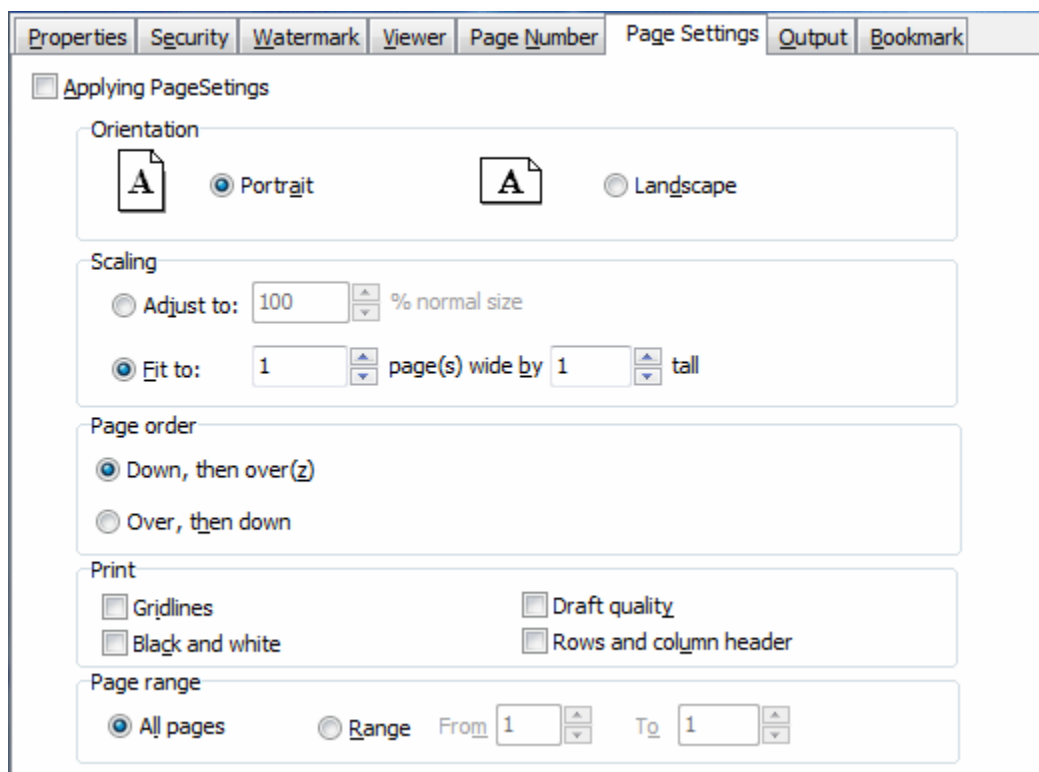 Properties Security Watermark Viewer Page Number Page Settings Output Bookmark
Applying PageSetings
Orientation
A Portrait A Landscape
Scaling
Adjust to: 100 % normal size
Fit to: 1 page(s) wide by 1 tall
Page order
Down, then over(z)
Over, then down
Print
Gridlines Draft quality
Black and white Rows and column header
Page range
All pages Range From 1 To 1